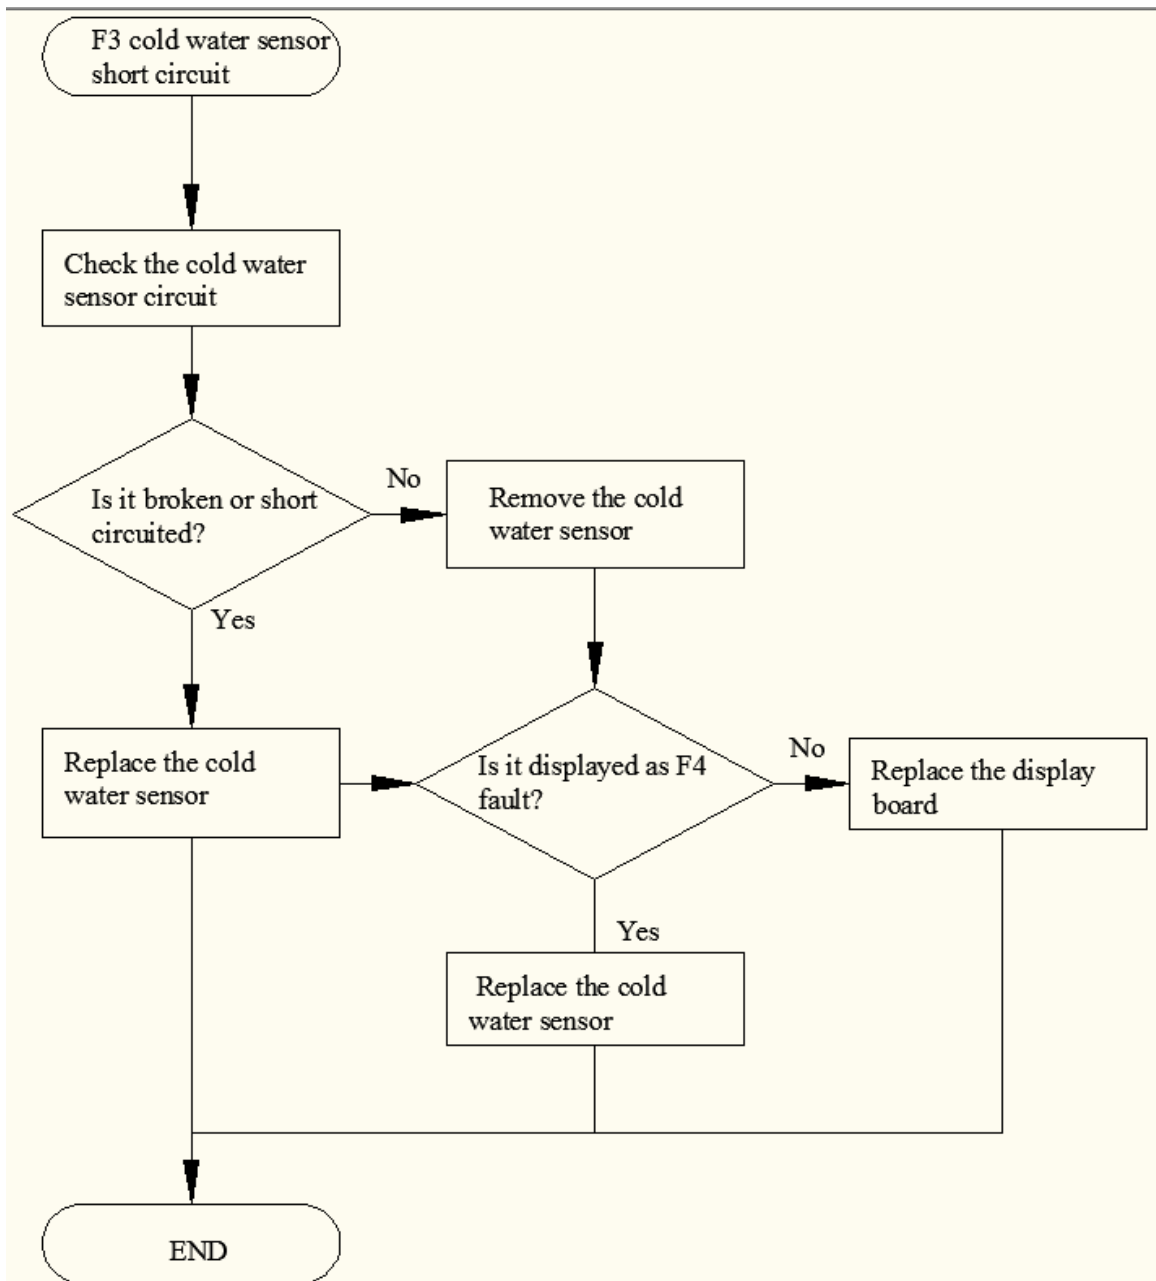 F3 cold water sensor
short circuit
Check the cold water
sensor circuit
Is it broken or short
circuited?
No
Remove the cold
water sensor
Yes
Replace the cold
water sensor
Is it displayed as F4
fault?
No
Replace the display
board
Yes
Replace the cold
water sensor
END